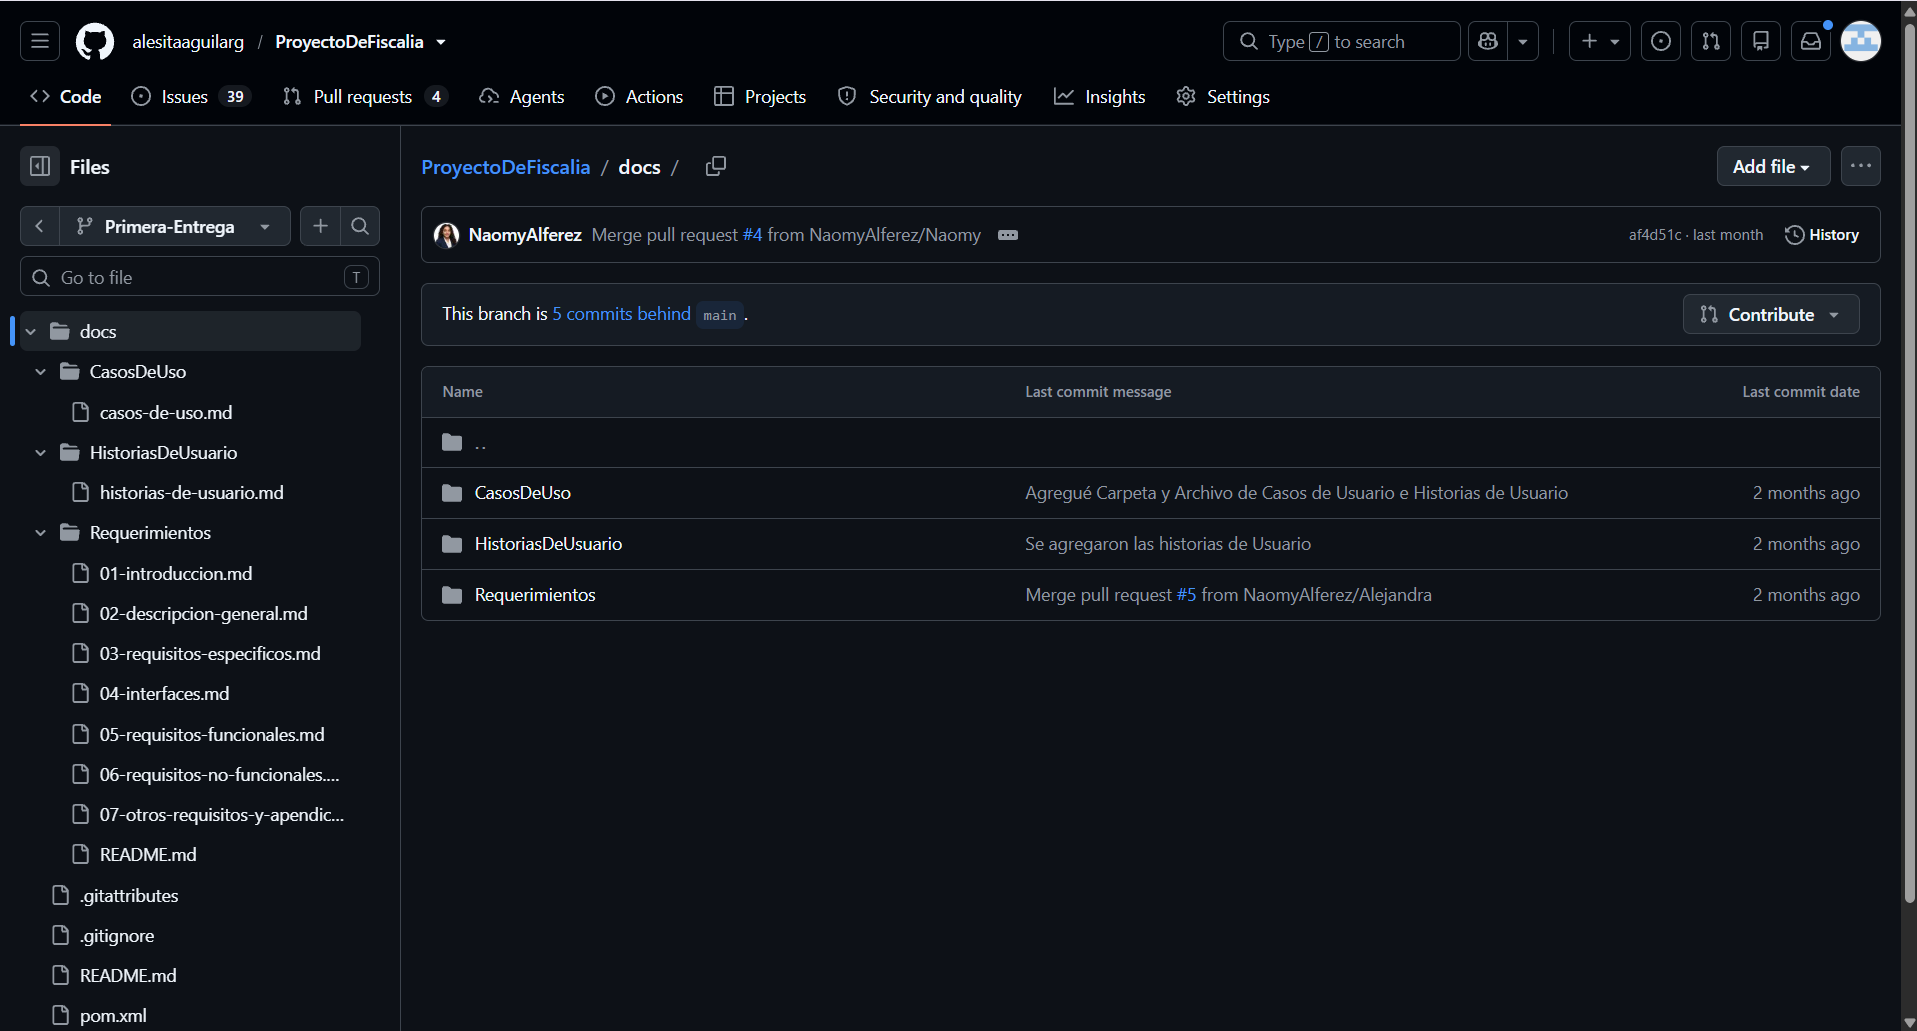 alesitaaguilarg / ProyectoDeFiscalia
Type / to search
Code
Issues 39
Pull requests 4
Agents
Actions
Projects
Security and quality
Insights
Settings
Files
Primera-Entrega
Go to file
T
docs
CasosDeUso
casos-de-uso.md
HistoriasDeUsuario
historias-de-usuario.md
Requerimientos
01-introduccion.md
02-descripcion-general.md
03-requisitos-especificos.md
04-interfaces.md
05-requisitos-funcionales.md
06-requisitos-no-funcionales....
07-otros-requisitos-y-apendic...
README.md
.gitattributes
.gitignore
README.md
pom.xml
ProyectoDeFiscalia / docs /
Add file
NaomyAlferez Merge pull request #4 from NaomyAlferez/Naomy
af4d51c · last month
History
This branch is 5 commits behind main .
Contribute
Name Last commit message Last commit date
..
CasosDeUso Agregué Carpeta y Archivo de Casos de Usuario e Historias de Usuario 2 months ago
HistoriasDeUsuario Se agregaron las historias de Usuario 2 months ago
Requerimientos Merge pull request #5 from NaomyAlferez/Alejandra 2 months ago